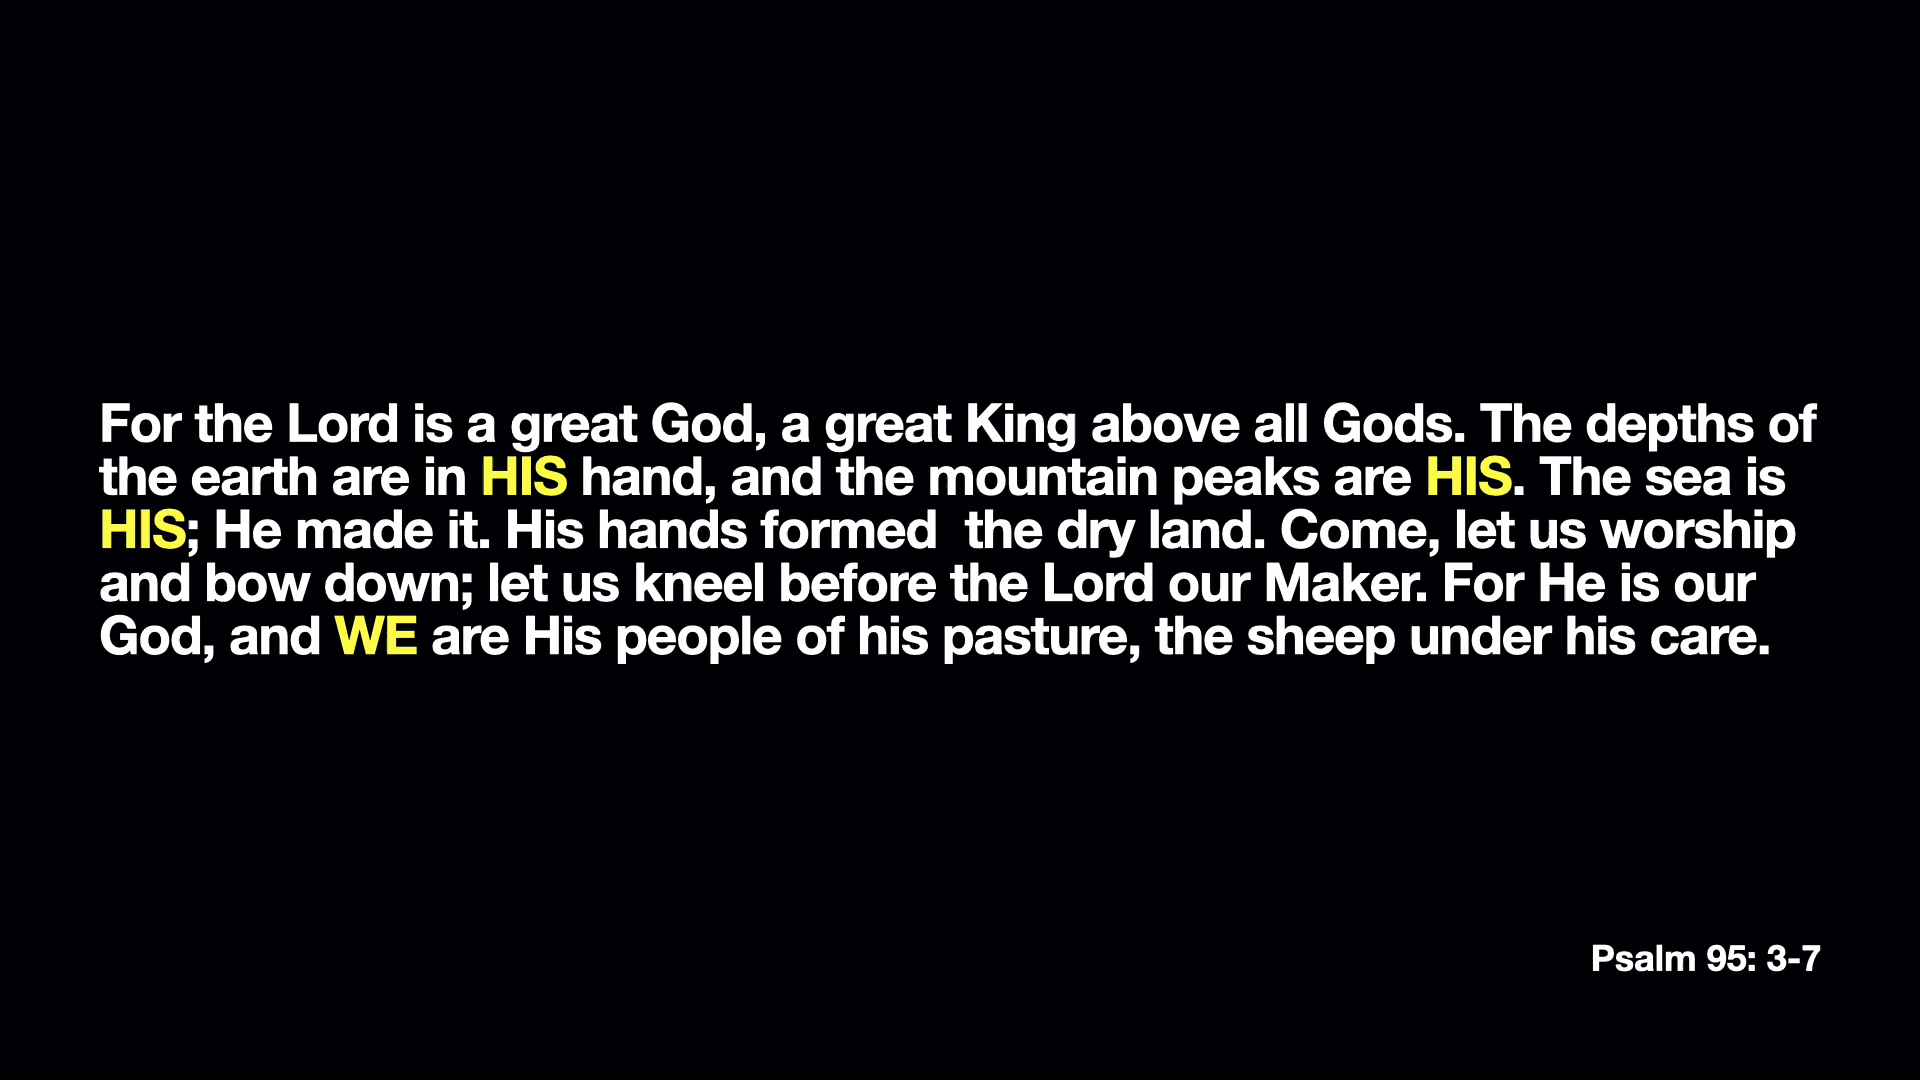 For the Lord is a great God, a great King above all Gods. The depths of
the earth are in HIS hand, and the mountain peaks are HIS. The sea is
HIS; He made it. His hands formed  the dry land. Come, let us worship
and bow down; let us kneel before the Lord our Maker. For He is our
God, and WE are His people of his pasture, the sheep under his care.
Psalm 95: 3-7